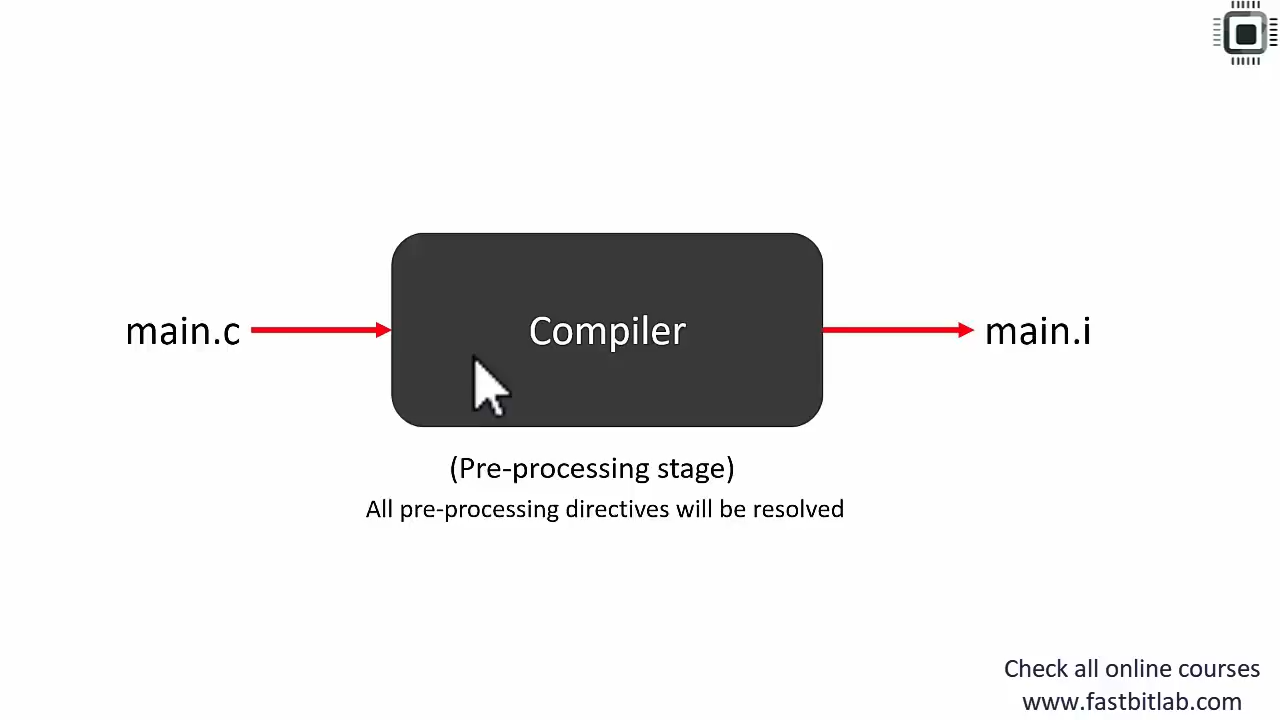 main.c
Compiler
main.i
(Pre-processing stage)
All pre-processing directives will be resolved
Check all online courses
www.fastbitlab.com